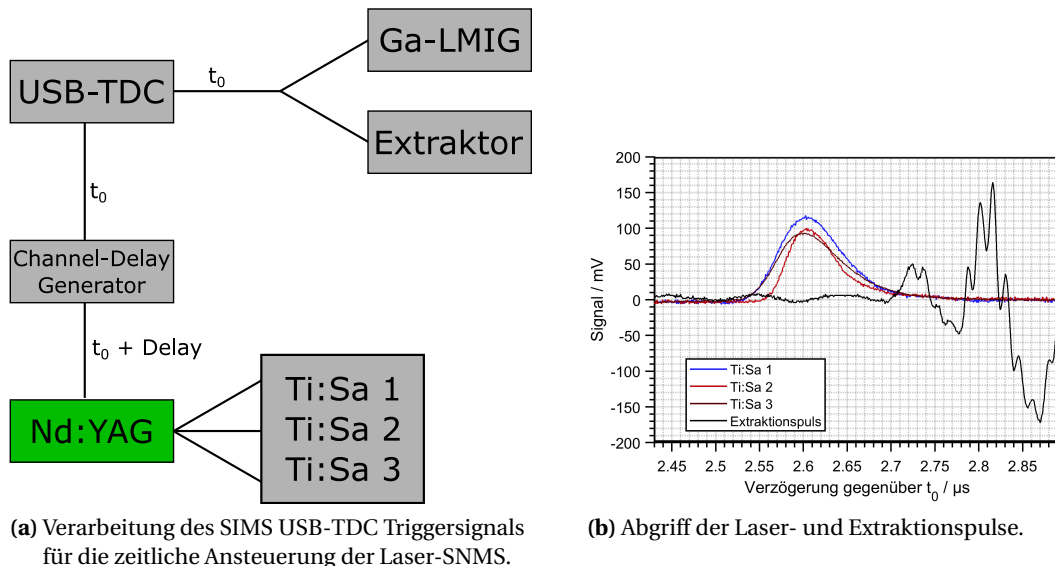 Ga-LMIG
USB-TDC
t0
Extraktor
t0
Channel-Delay
Generator
t0 + Delay
Nd:YAG
Ti:Sa 1
Ti:Sa 2
Ti:Sa 3
(a) Verarbeitung des SIMS USB-TDC Triggersignals
für die zeitliche Ansteuerung der Laser-SNMS.
200
150
100
50
0
-50
-100
-150
-200
Signal / mV
Ti:Sa 1
Ti:Sa 2
Ti:Sa 3
Extraktionspuls
2.45 2.5 2.55 2.6 2.65 2.7 2.75 2.8 2.85
Verzögerung gegenüber t0 / µs
(b) Abgriff der Laser- und Extraktionspulse.